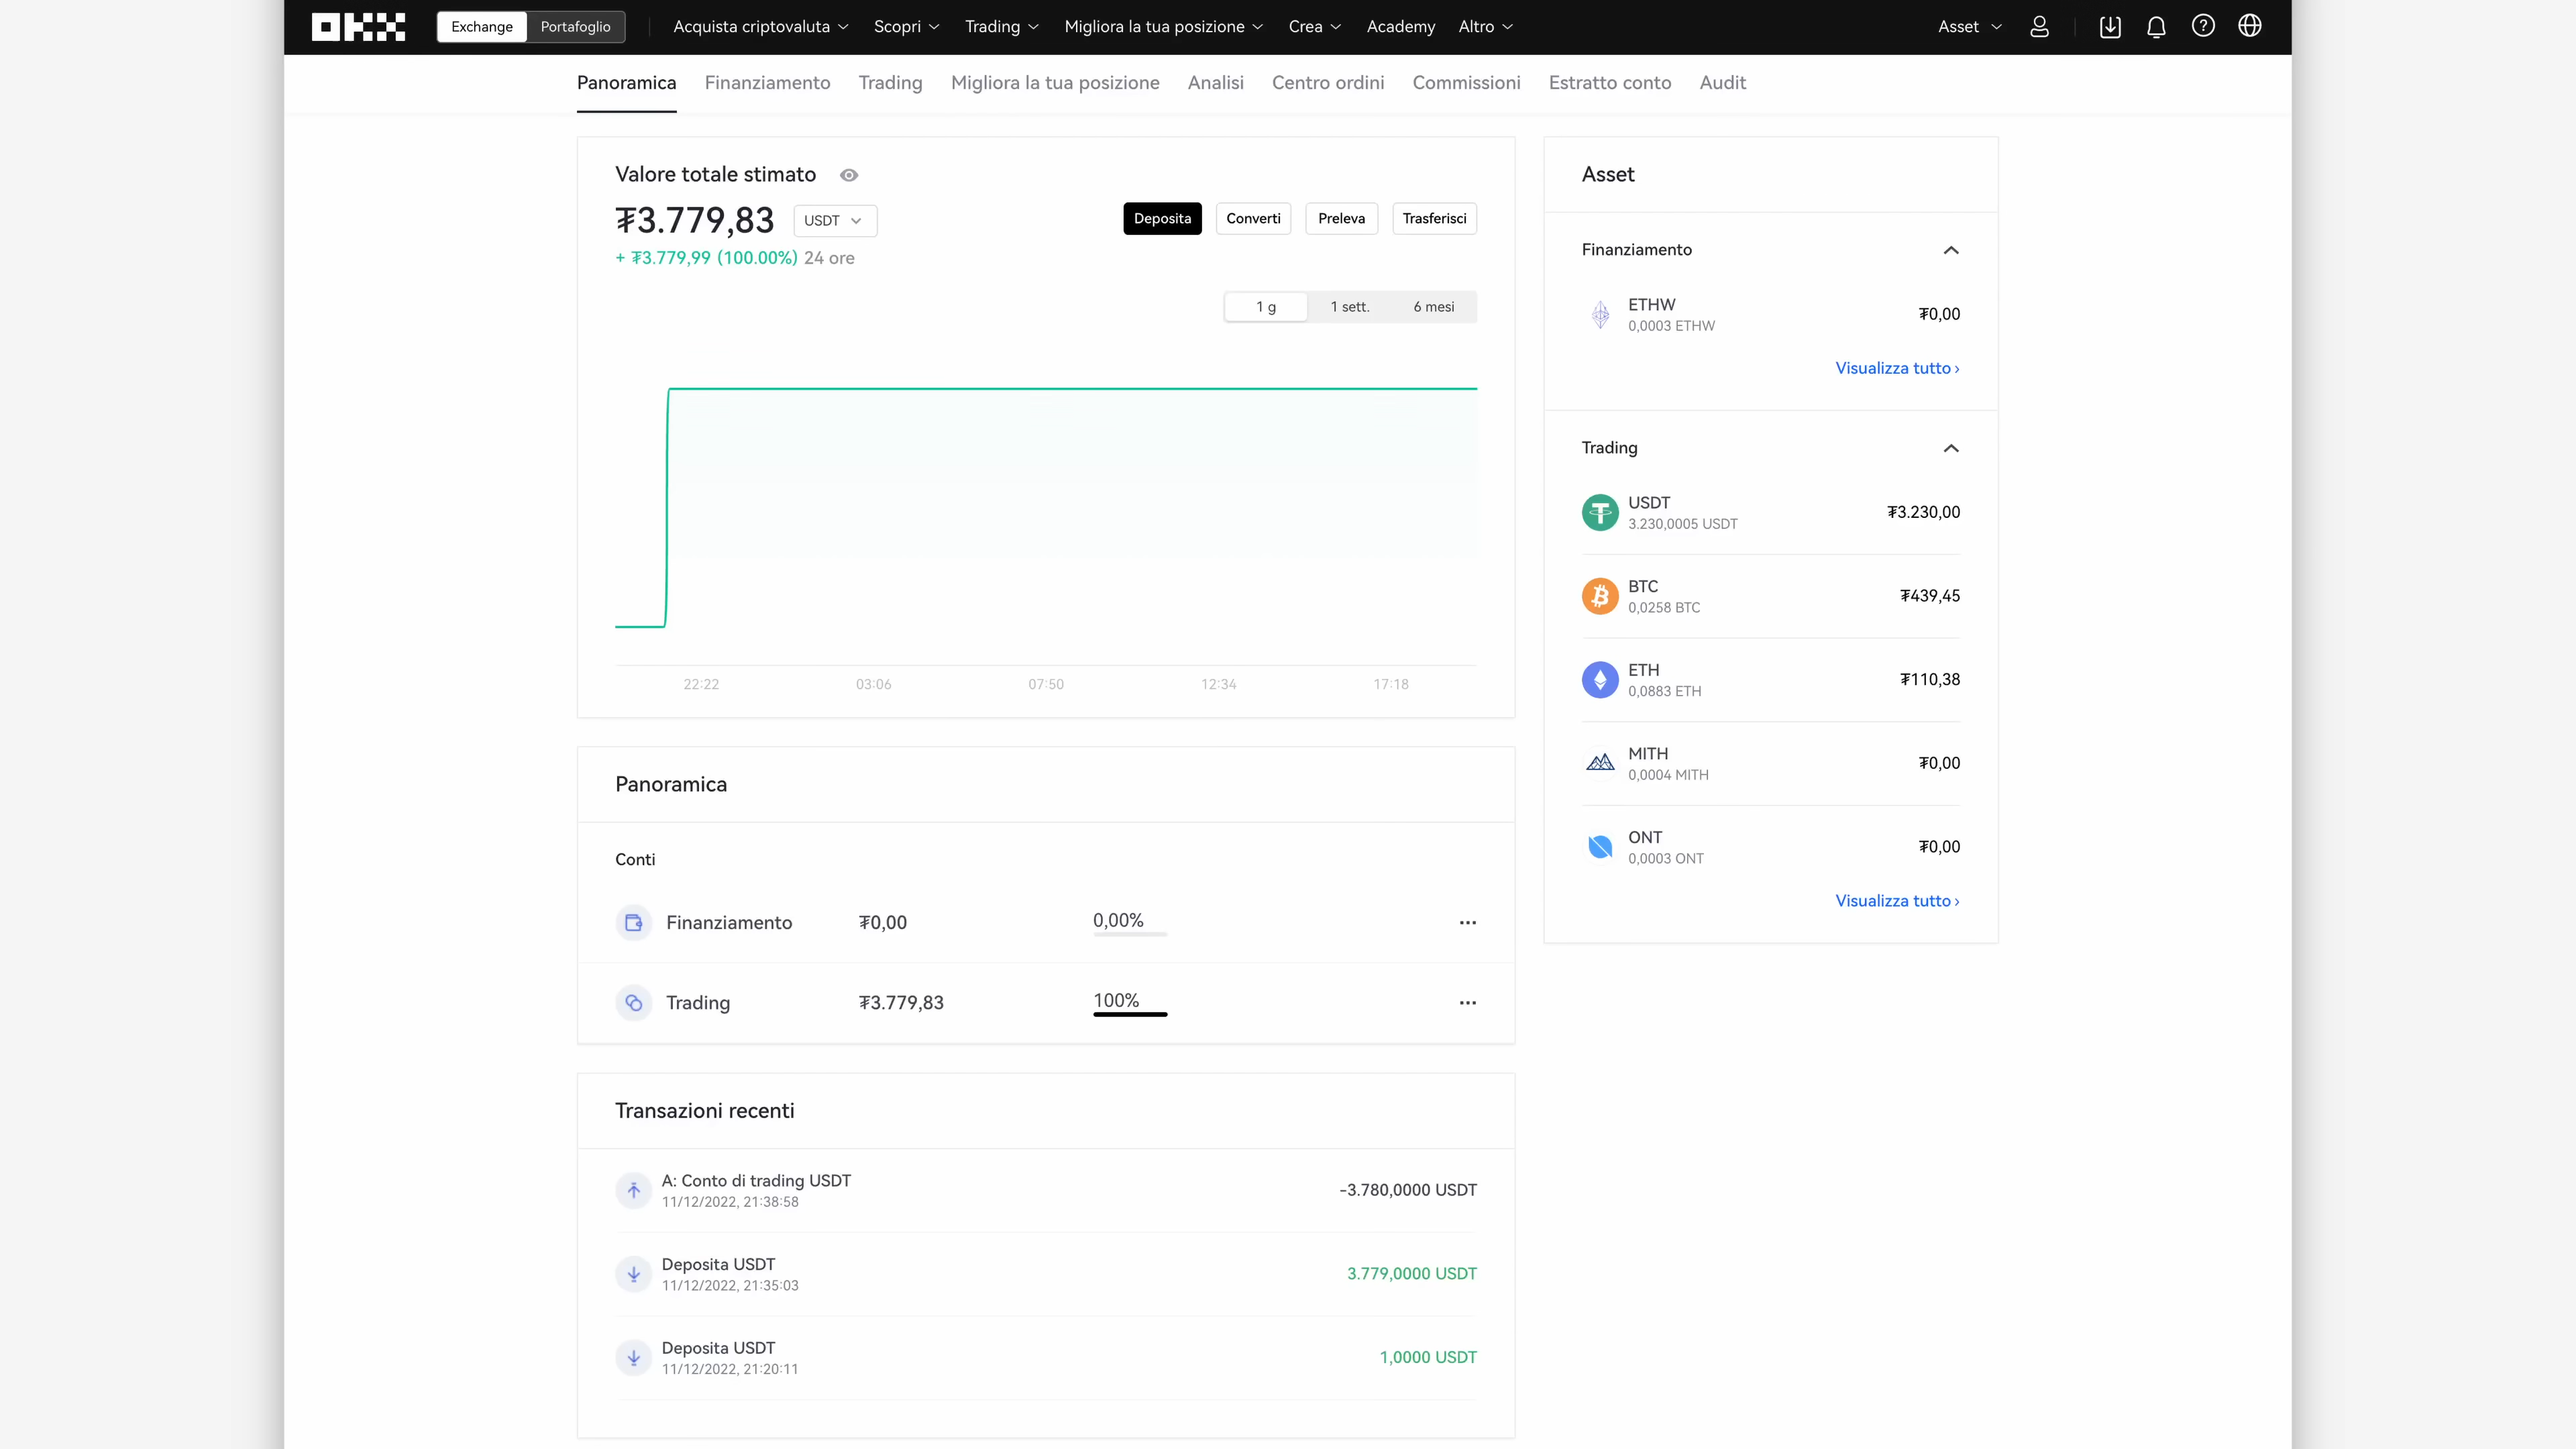 OKX
Exchange
Portafoglio
Acquista criptovaluta
Scopri
Trading
Migliora la tua posizione
Crea
Academy
Altro
Asset
Panoramica
Finanziamento
Trading
Migliora la tua posizione
Analisi
Centro ordini
Commissioni
Estratto conto
Audit
Valore totale stimato
₮3.779,83
USDT
+ ₮3.779,99 (100.00%) 24 ore
Deposita
Converti
Preleva
Trasferisci
1 g
1 sett.
6 mesi
22:22
03:06
07:50
12:34
17:18
Panoramica
Conti
Finanziamento
₮0,00
0,00%
Trading
₮3.779,83
100%
Transazioni recenti
A: Conto di trading USDT
11/12/2022, 21:38:58
-3.780,0000 USDT
Deposita USDT
11/12/2022, 21:35:03
3.779,0000 USDT
Deposita USDT
11/12/2022, 21:20:11
1,0000 USDT
Asset
Finanziamento
ETHW
0,0003 ETHW
₮0,00
Visualizza tutto ›
Trading
USDT
3.230,0005 USDT
₮3.230,00
BTC
0,0258 BTC
₮439,45
ETH
0,0883 ETH
₮110,38
MITH
0,0004 MITH
₮0,00
ONT
0,0003 ONT
₮0,00
Visualizza tutto ›